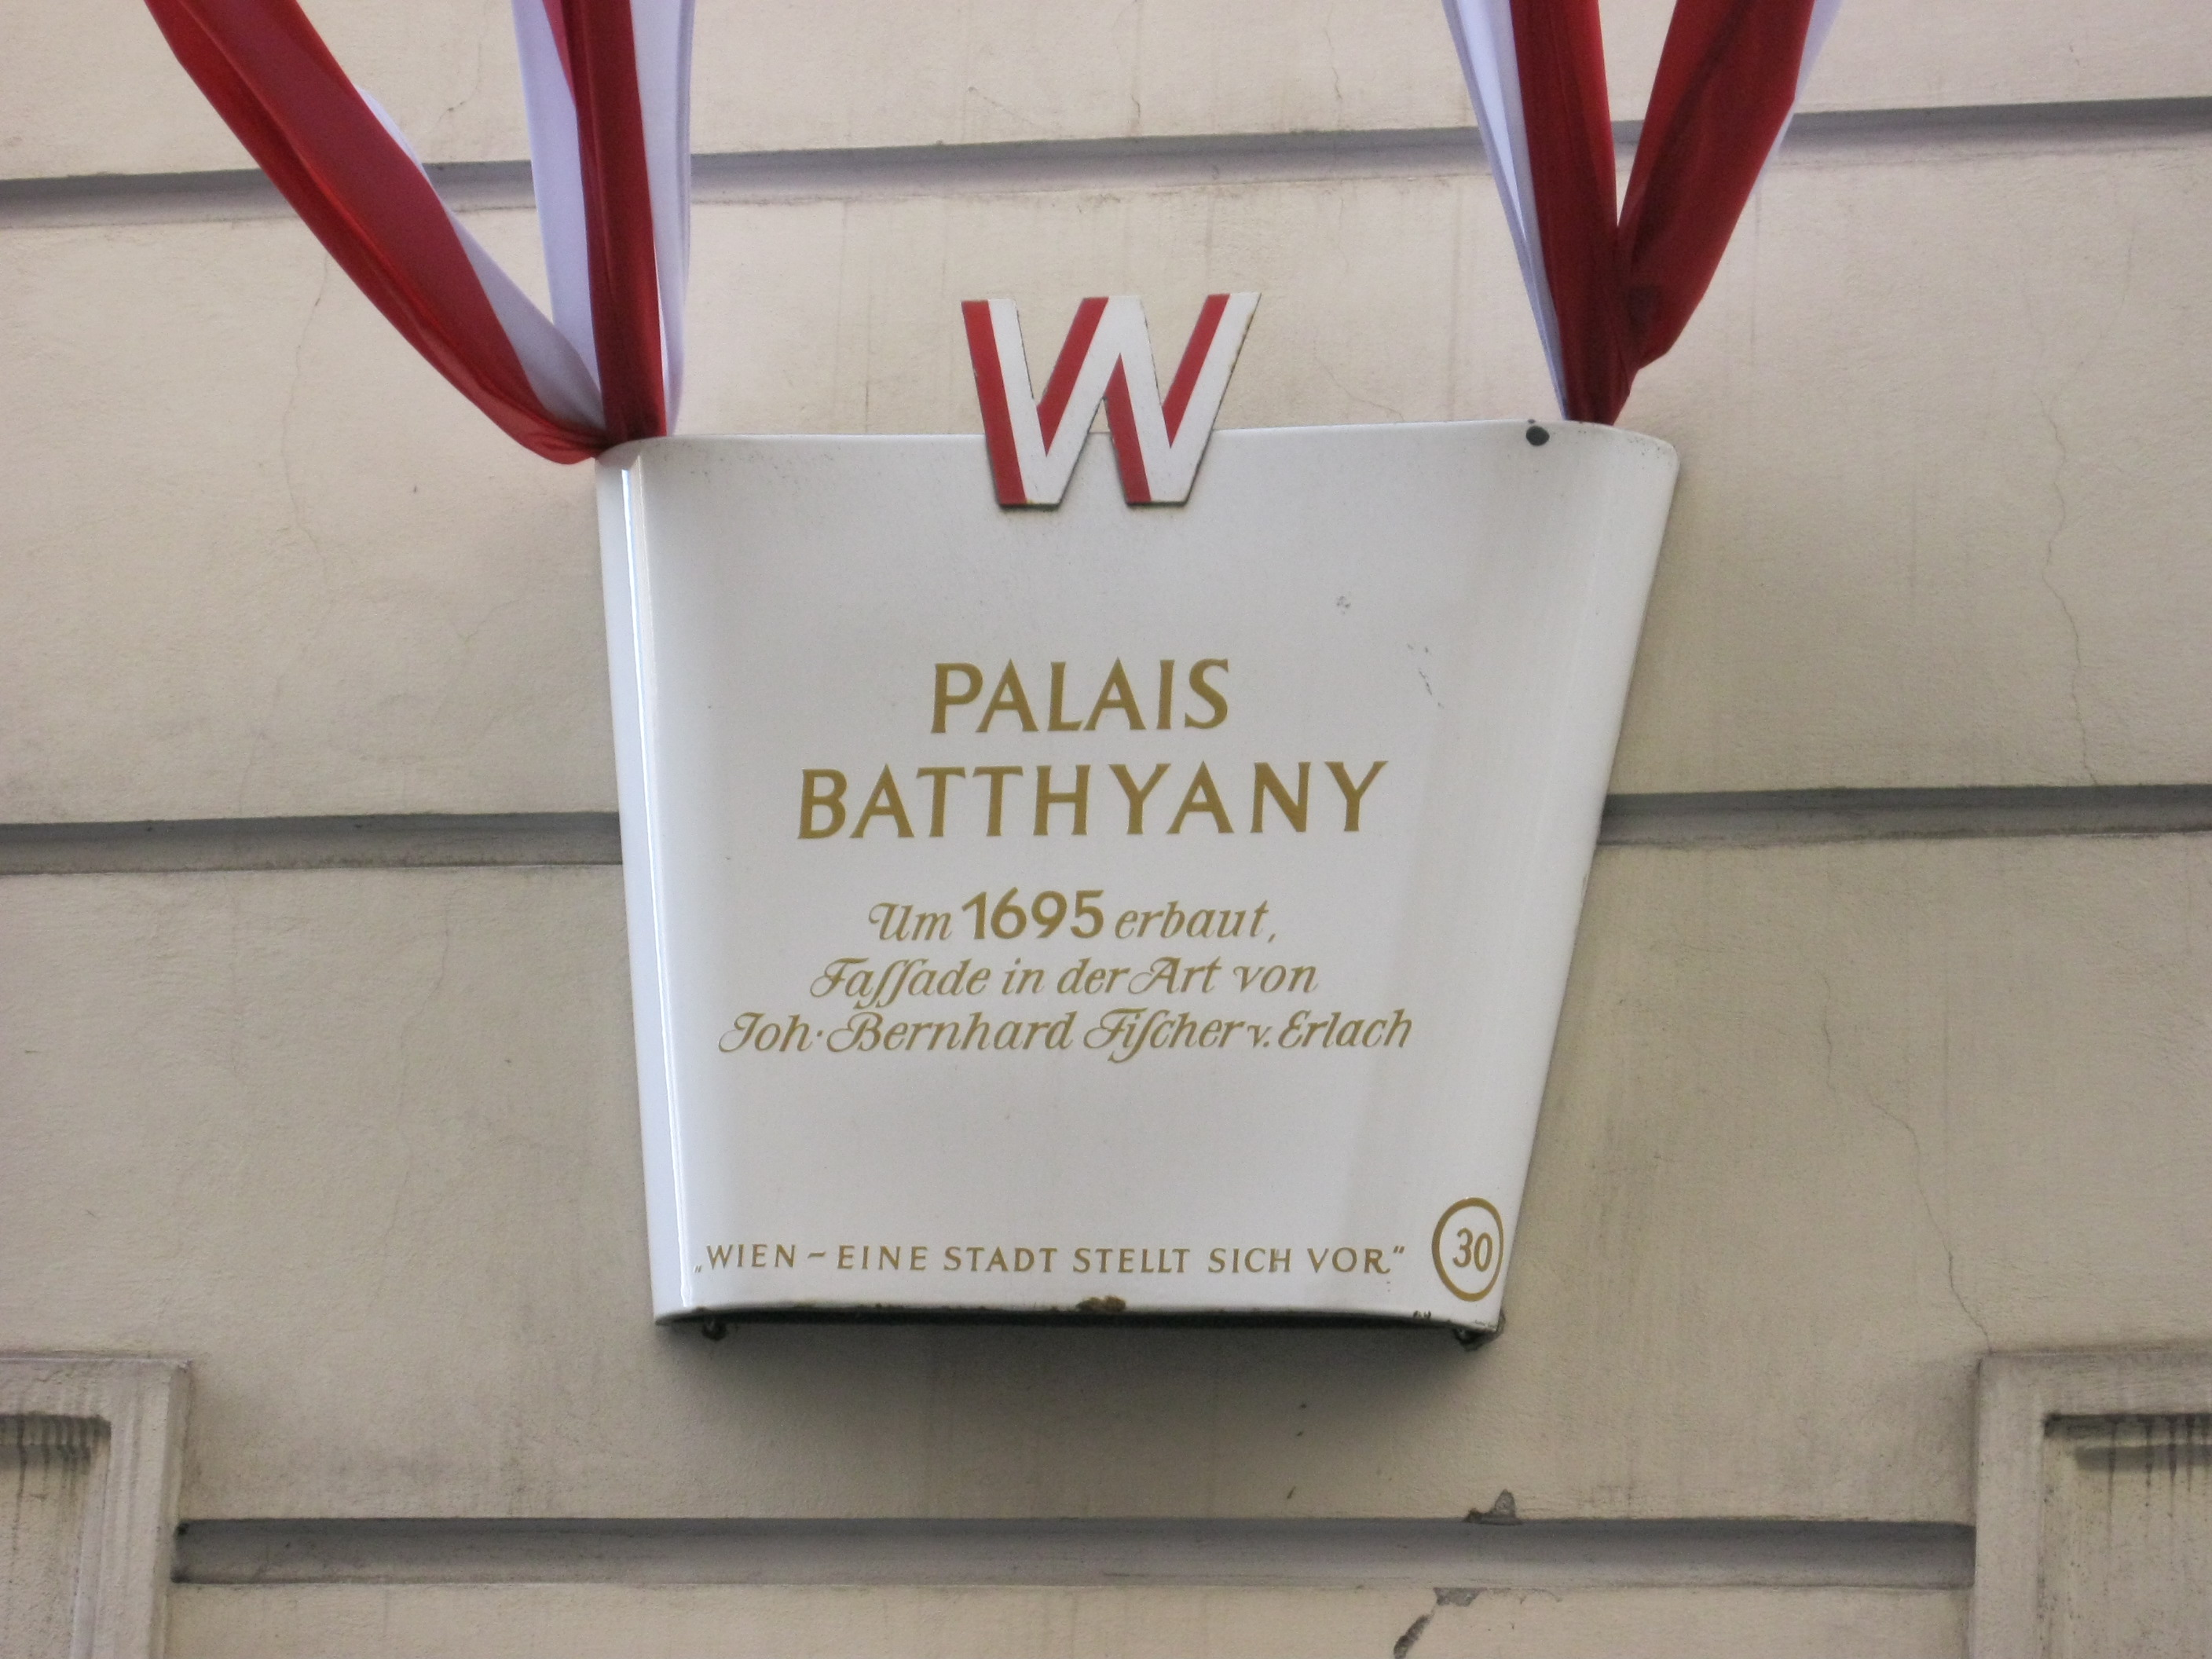 W
PALAIS
BATTHYANY
Um 1695 erbaut,
Faſſade in der Art von
Joh. Bernhard Fiſcher v. Erlach
„WIEN – EINE STADT STELLT SICH VOR."
30